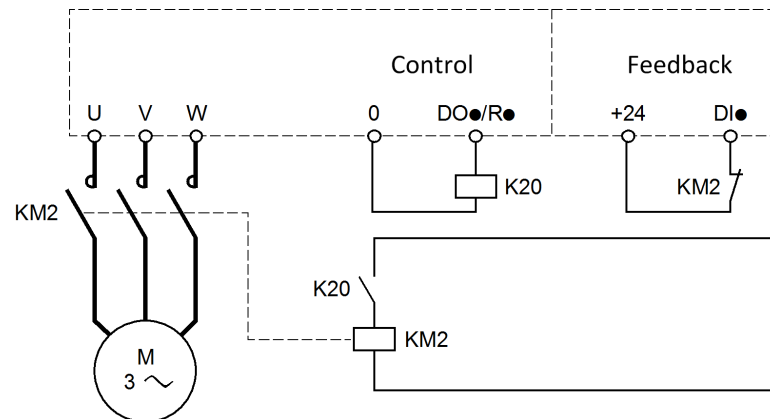 Control Feedback
U V W 0 DO●/R● +24 DI●
K20 KM2
KM2
K20
KM2
M
3 ~